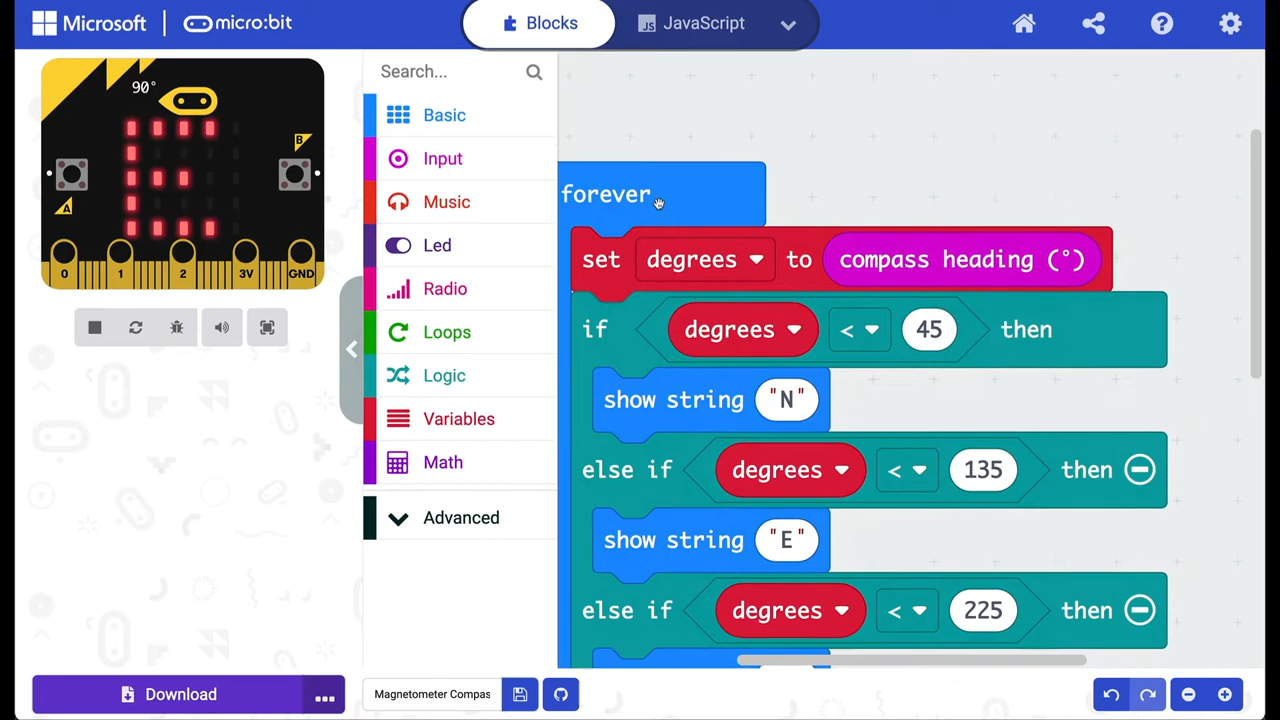 Microsoft micro:bit Blocks JavaScript
90°
B
A
0 1 2 3V GND
Search...
Basic
Input
Music
Led
Radio
Loops
Logic
Variables
Math
Advanced
forever
set degrees to compass heading (°)
if degrees < 45 then
show string "N"
else if degrees < 135 then
show string "E"
else if degrees < 225 then
Download ... Magnetometer Compas